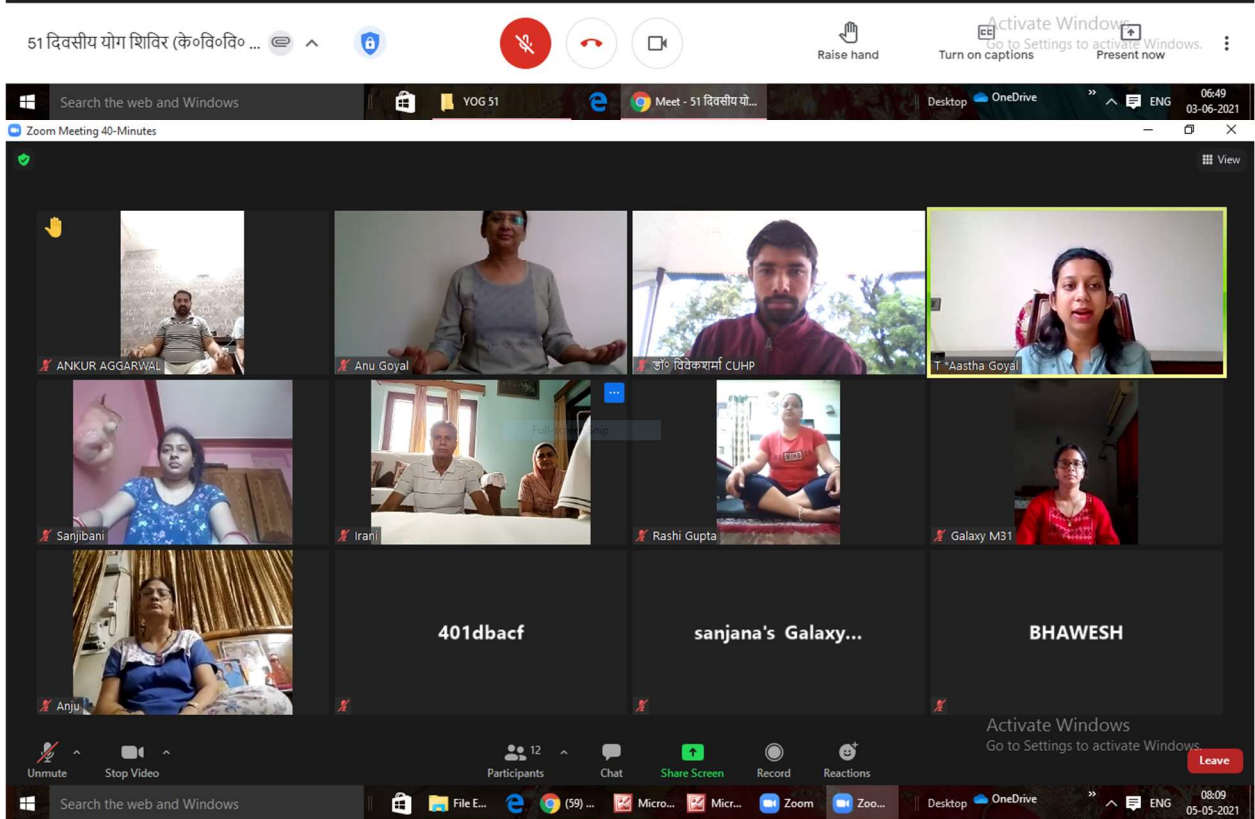 51 दिवसीय योग शिविर (के०वि०वि० ...
Raise hand
Turn on captions
Present now
Activate Windows
Go to Settings to activate Windows.
Search the web and Windows
YOG 51
Meet - 51 दिवसीय यो...
Desktop
OneDrive
ENG
06:49
03-06-2021
Zoom Meeting 40-Minutes
View
ANKUR AGGARWAL
Anu Goyal
डॉ० विवेकशर्मा CUHP
T *Aastha Goyal
Sanjibani
Irani
Rashi Gupta
Galaxy M31
Anju
401dbacf
sanjana's Galaxy...
BHAWESH
Activate Windows
Go to Settings to activate Windows.
Unmute
Stop Video
12
Participants
Chat
Share Screen
Record
Reactions
Leave
Search the web and Windows
File E...
(59) ...
Micro...
Micr...
Zoom
Zoo...
Desktop
OneDrive
ENG
08:09
05-05-2021